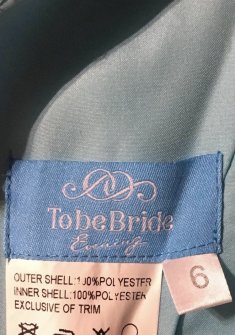 TobeBride
Evening
6
OUTER SHELL:100%POLYESTER
INNER SHELL:100%POLYESTER
EXCLUSIVE OF TRIM